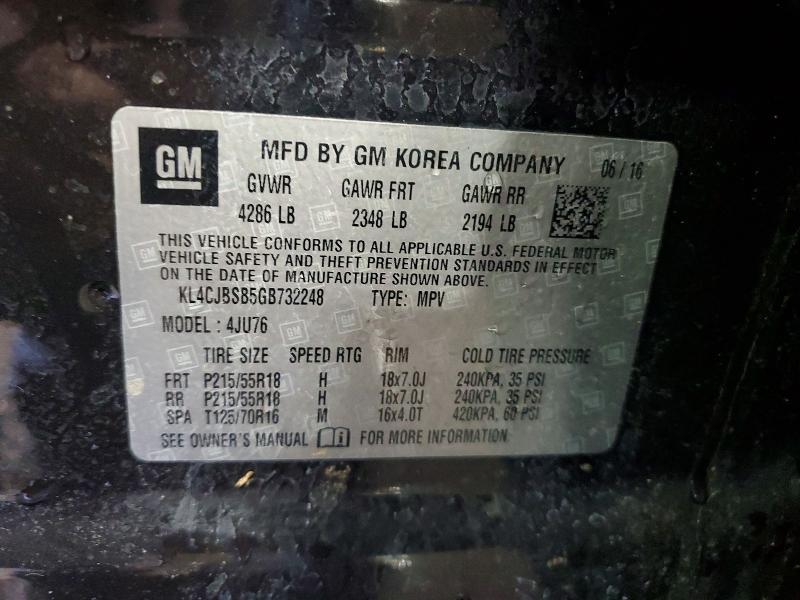 GM MFD BY GM KOREA COMPANY 06 / 16
GVWR GAWR FRT GAWR RR
4286 LB 2348 LB 2194 LB
THIS VEHICLE CONFORMS TO ALL APPLICABLE U.S. FEDERAL MOTOR
VEHICLE SAFETY AND THEFT PREVENTION STANDARDS IN EFFECT
ON THE DATE OF MANUFACTURE SHOWN ABOVE.
KL4CJBSB5GB732248 TYPE: MPV
MODEL : 4JU76
TIRE SIZE SPEED RTG RIM COLD TIRE PRESSURE
FRT P215/55R18 H 18x7.0J 240KPA, 35 PSI
RR P215/55R18 H 18x7.0J 240KPA, 35 PSI
SPA T125/70R16 M 16x4.0T 420KPA, 60 PSI
SEE OWNER'S MANUAL FOR MORE INFORMATION